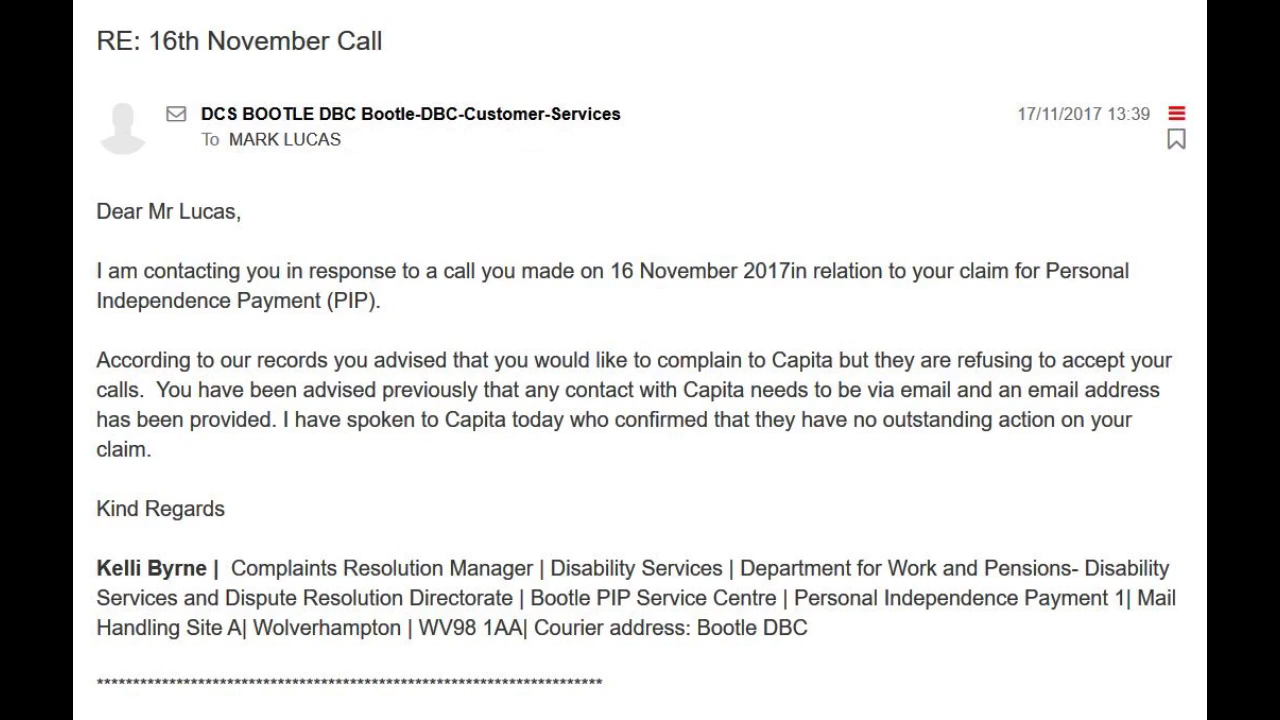 RE: 16th November Call
DCS BOOTLE DBC Bootle-DBC-Customer-Services
17/11/2017 13:39
To MARK LUCAS
Dear Mr Lucas,
I am contacting you in response to a call you made on 16 November 2017in relation to your claim for Personal
Independence Payment (PIP).
According to our records you advised that you would like to complain to Capita but they are refusing to accept your
calls.  You have been advised previously that any contact with Capita needs to be via email and an email address
has been provided. I have spoken to Capita today who confirmed that they have no outstanding action on your
claim.
Kind Regards
Kelli Byrne |  Complaints Resolution Manager | Disability Services | Department for Work and Pensions- Disability
Services and Dispute Resolution Directorate | Bootle PIP Service Centre | Personal Independence Payment 1| Mail
Handling Site A| Wolverhampton | WV98 1AA| Courier address: Bootle DBC
**********************************************************************